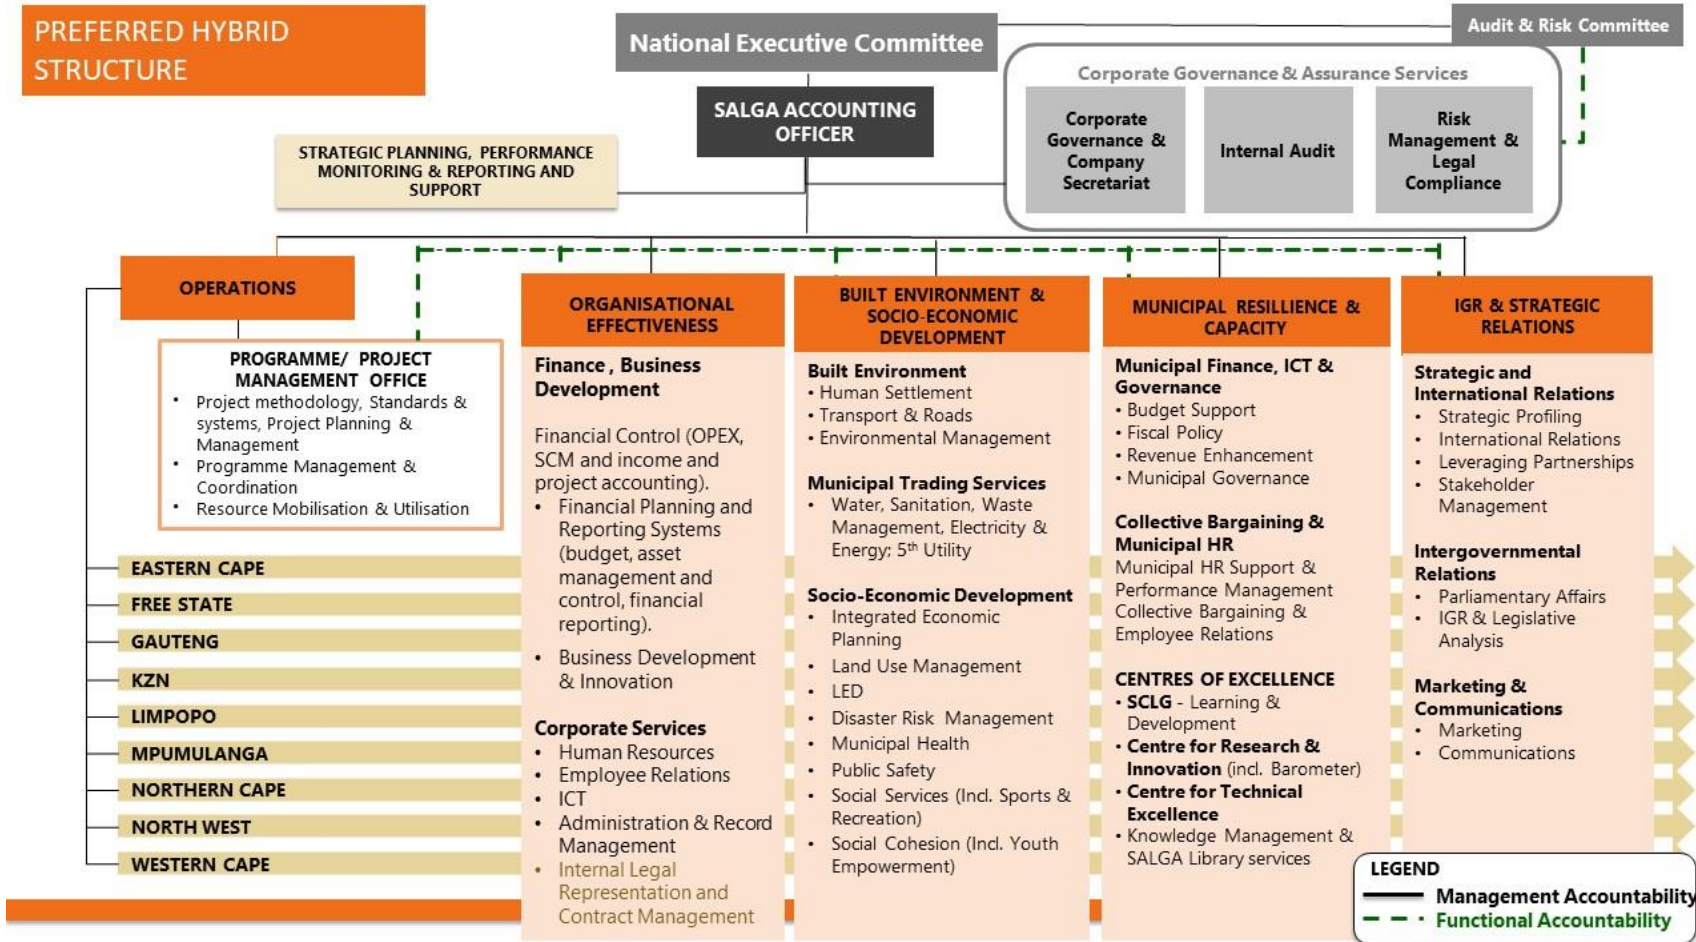 PREFERRED HYBRID
STRUCTURE
National Executive Committee
Audit & Risk Committee
SALGA ACCOUNTING
OFFICER
Corporate Governance & Assurance Services
Corporate
Governance &
Company
Secretariat
Internal Audit
Risk
Management &
Legal
Compliance
STRATEGIC PLANNING, PERFORMANCE
MONITORING & REPORTING AND
SUPPORT
OPERATIONS
PROGRAMME/ PROJECT
MANAGEMENT OFFICE
• Project methodology, Standards &
systems, Project Planning &
Management
• Programme Management &
Coordination
• Resource Mobilisation & Utilisation
EASTERN CAPE
FREE STATE
GAUTENG
KZN
LIMPOPO
MPUMULANGA
NORTHERN CAPE
NORTH WEST
WESTERN CAPE
ORGANISATIONAL
EFFECTIVENESS
Finance , Business
Development
Financial Control (OPEX,
SCM and income and
project accounting).
• Financial Planning and
Reporting Systems
(budget, asset
management and
control, financial
reporting).
• Business Development
& Innovation
Corporate Services
• Human Resources
• Employee Relations
• ICT
• Administration & Record
Management
• Internal Legal
Representation and
Contract Management
BUILT ENVIRONMENT &
SOCIO-ECONOMIC
DEVELOPMENT
Built Environment
• Human Settlement
• Transport & Roads
• Environmental Management
Municipal Trading Services
• Water, Sanitation, Waste
Management, Electricity &
Energy; 5th Utility
Socio-Economic Development
• Integrated Economic
Planning
• Land Use Management
• LED
• Disaster Risk Management
• Municipal Health
• Public Safety
• Social Services (Incl. Sports &
Recreation)
• Social Cohesion (Incl. Youth
Empowerment)
MUNICIPAL RESILLIENCE &
CAPACITY
Municipal Finance, ICT &
Governance
• Budget Support
• Fiscal Policy
• Revenue Enhancement
• Municipal Governance
Collective Bargaining &
Municipal HR
Municipal HR Support &
Performance Management
Collective Bargaining &
Employee Relations
CENTRES OF EXCELLENCE
• SCLG - Learning &
Development
• Centre for Research &
Innovation (incl. Barometer)
• Centre for Technical
Excellence
• Knowledge Management &
SALGA Library services
IGR & STRATEGIC
RELATIONS
Strategic and
International Relations
• Strategic Profiling
• International Relations
• Leveraging Partnerships
• Stakeholder
Management
Intergovernmental
Relations
• Parliamentary Affairs
• IGR & Legislative
Analysis
Marketing &
Communications
• Marketing
• Communications
LEGEND
Management Accountability
Functional Accountability